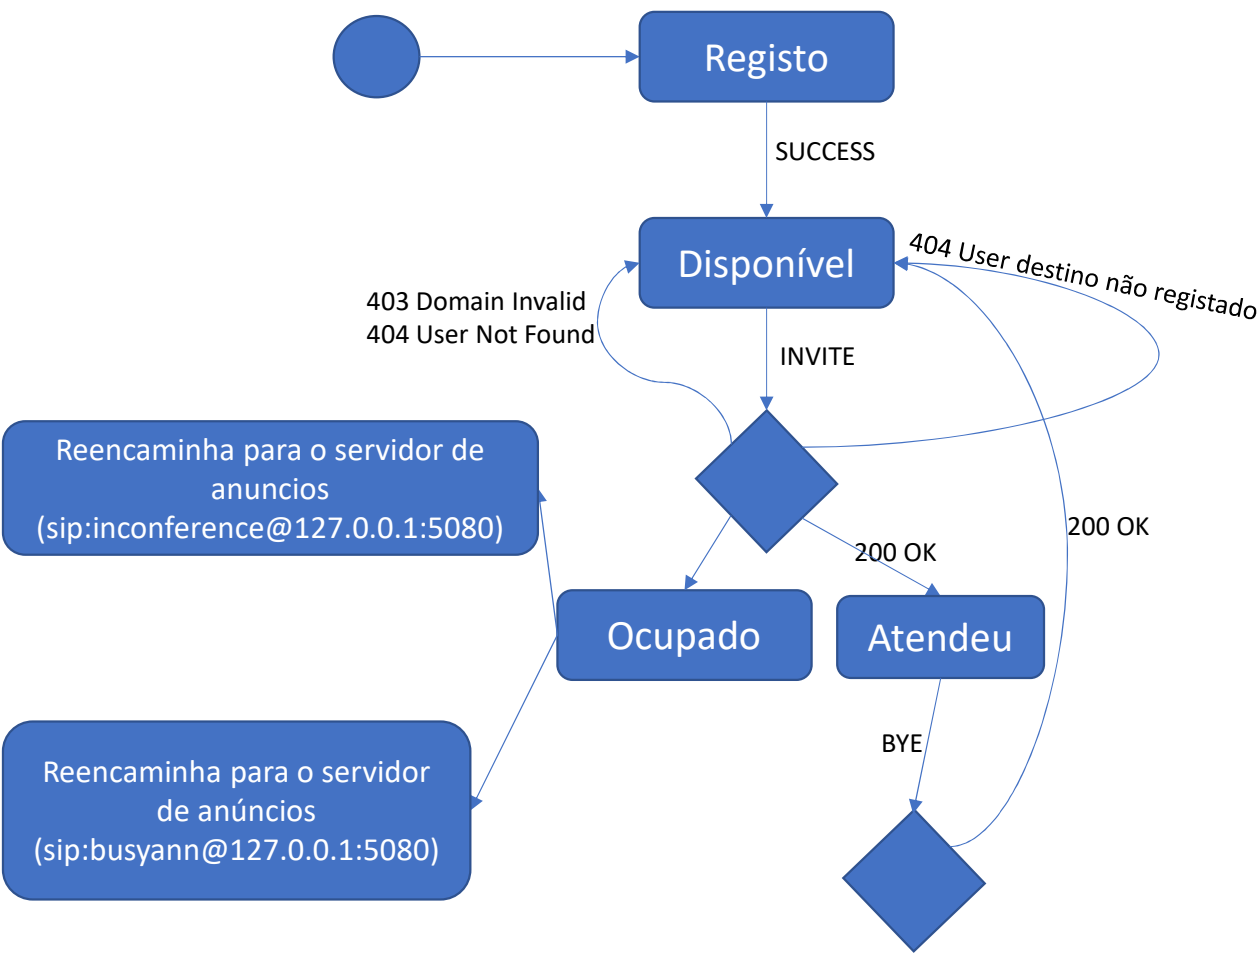 Registo
SUCCESS
Disponível
404 User destino não registado
403 Domain Invalid
404 User Not Found
INVITE
Reencaminha para o servidor de
anuncios
(sip:inconference@127.0.0.1:5080)
200 OK
200 OK
Ocupado
Atendeu
BYE
Reencaminha para o servidor
de anúncios
(sip:busyann@127.0.0.1:5080)